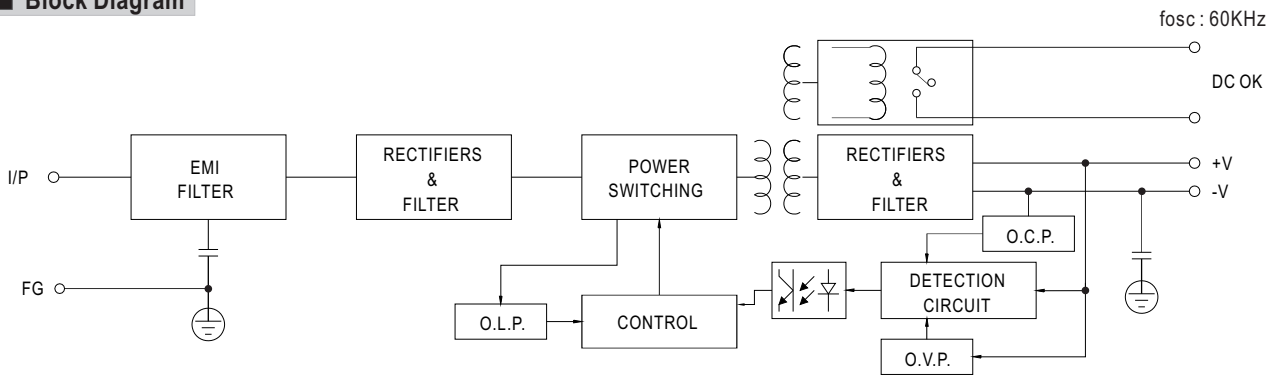 Block Diagram
fosc : 60KHz
DC OK
I/P
EMI
FILTER
RECTIFIERS
&
FILTER
POWER
SWITCHING
RECTIFIERS
&
FILTER
+V
-V
O.C.P.
FG
O.L.P.
CONTROL
DETECTION
CIRCUIT
O.V.P.